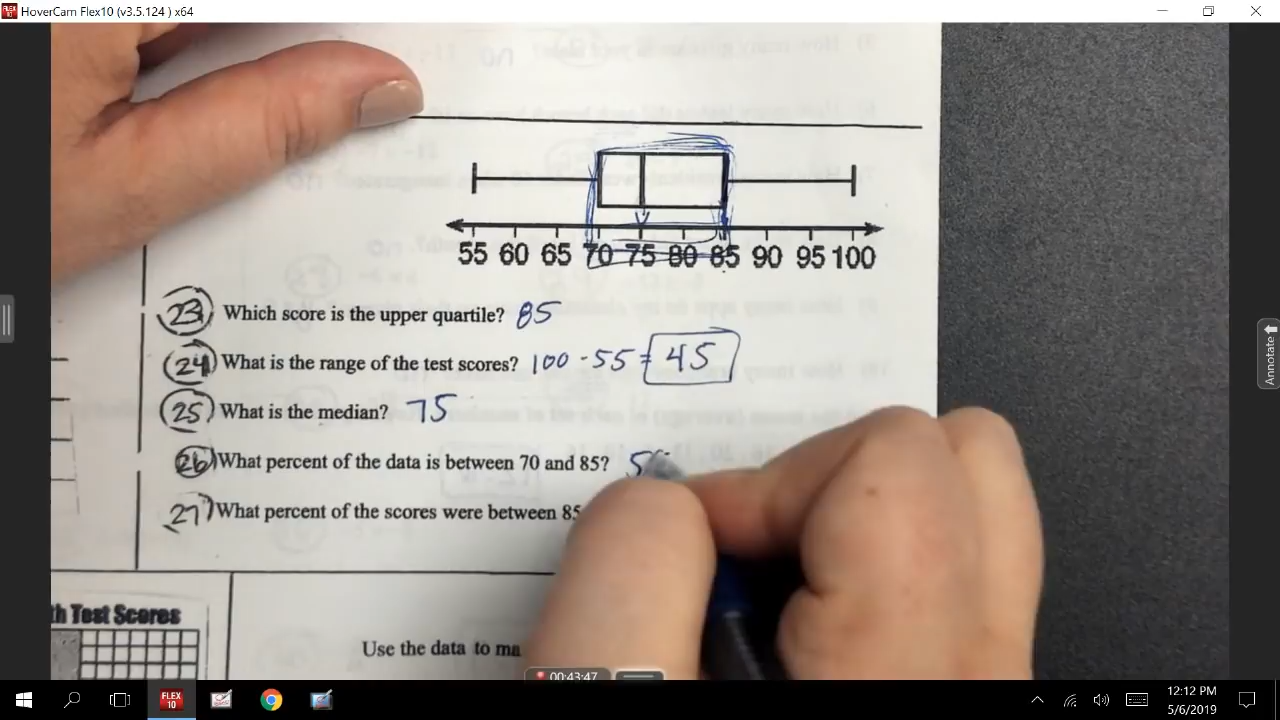 HoverCam Flex10 (v3.5.124 ) x64
55 60 65 70 75 80 85 90 95 100
23) Which score is the upper quartile? 85
24) What is the range of the test scores? 100 - 55 = 45
25) What is the median? 75
26) What percent of the data is between 70 and 85?
27) What percent of the scores were between 85
th Test Scores
Use the data to ma
Annotate
00:43:47
FLEX 10
12:12 PM
5/6/2019